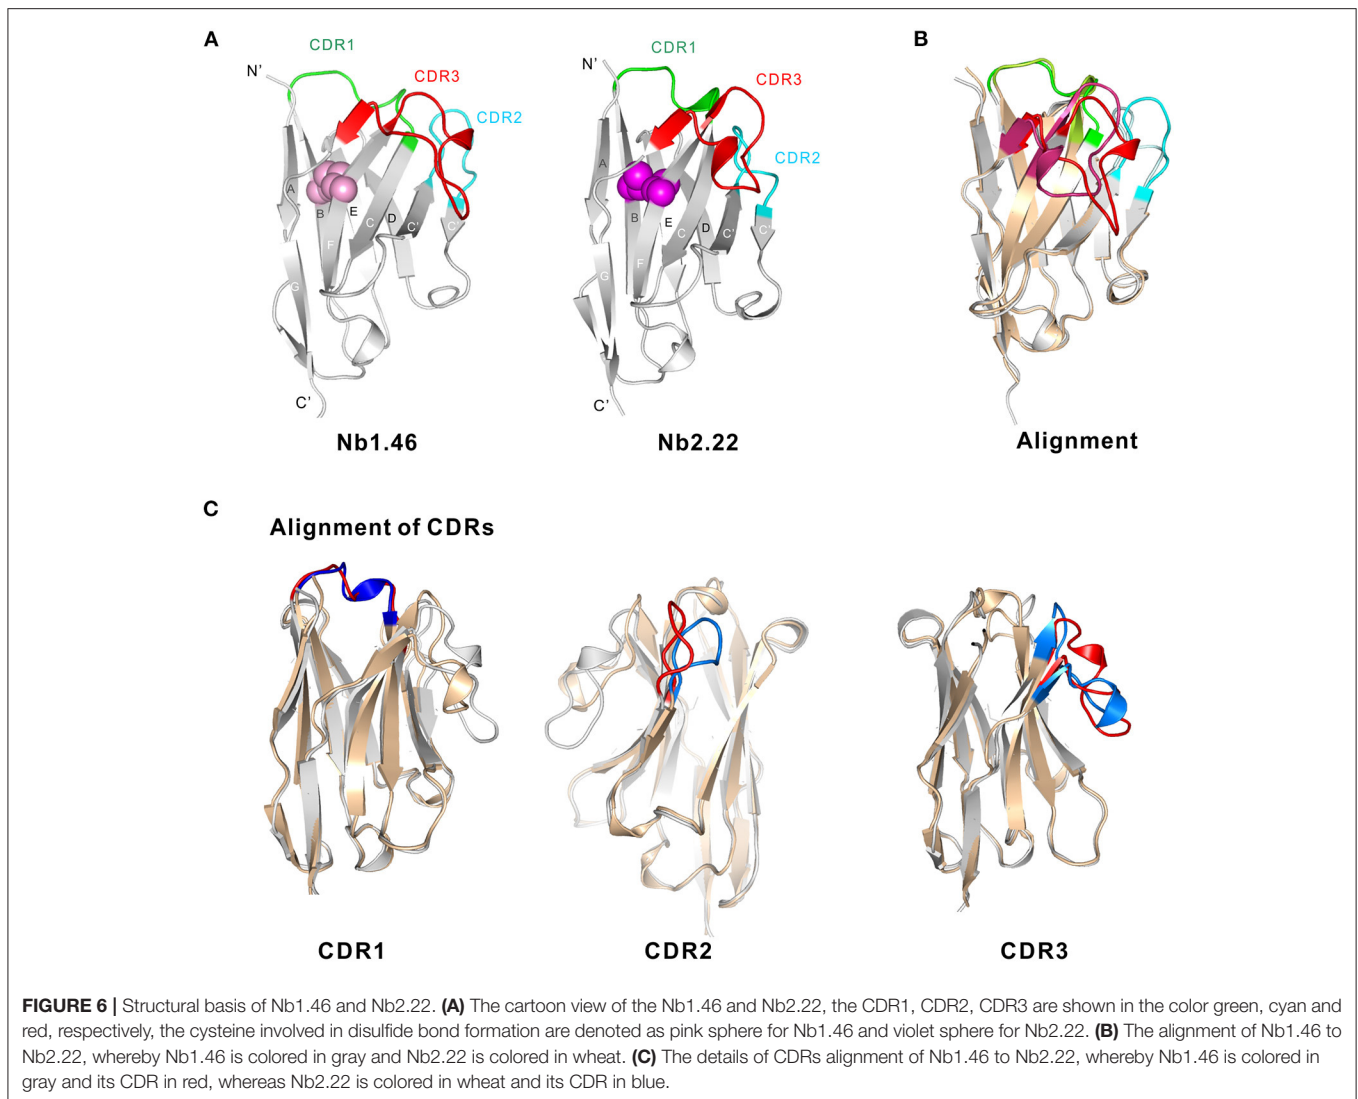 A
CDR1
N'
CDR3
CDR2
A
B
E
F
C
D
C'
C'
G
C'
Nb1.46
CDR1
CDR3
CDR2
A
B
E
F
C
D
C'
C'
G
C'
Nb2.22
B
Alignment
C
Alignment of CDRs
CDR1
CDR2
CDR3
FIGURE 6 | Structural basis of Nb1.46 and Nb2.22. (A) The cartoon view of the Nb1.46 and Nb2.22, the CDR1, CDR2, CDR3 are shown in the color green, cyan and
red, respectively, the cysteine involved in disulfide bond formation are denoted as pink sphere for Nb1.46 and violet sphere for Nb2.22. (B) The alignment of Nb1.46 to
Nb2.22, whereby Nb1.46 is colored in gray and Nb2.22 is colored in wheat. (C) The details of CDRs alignment of Nb1.46 to Nb2.22, whereby Nb1.46 is colored in
gray and its CDR in red, whereas Nb2.22 is colored in wheat and its CDR in blue.